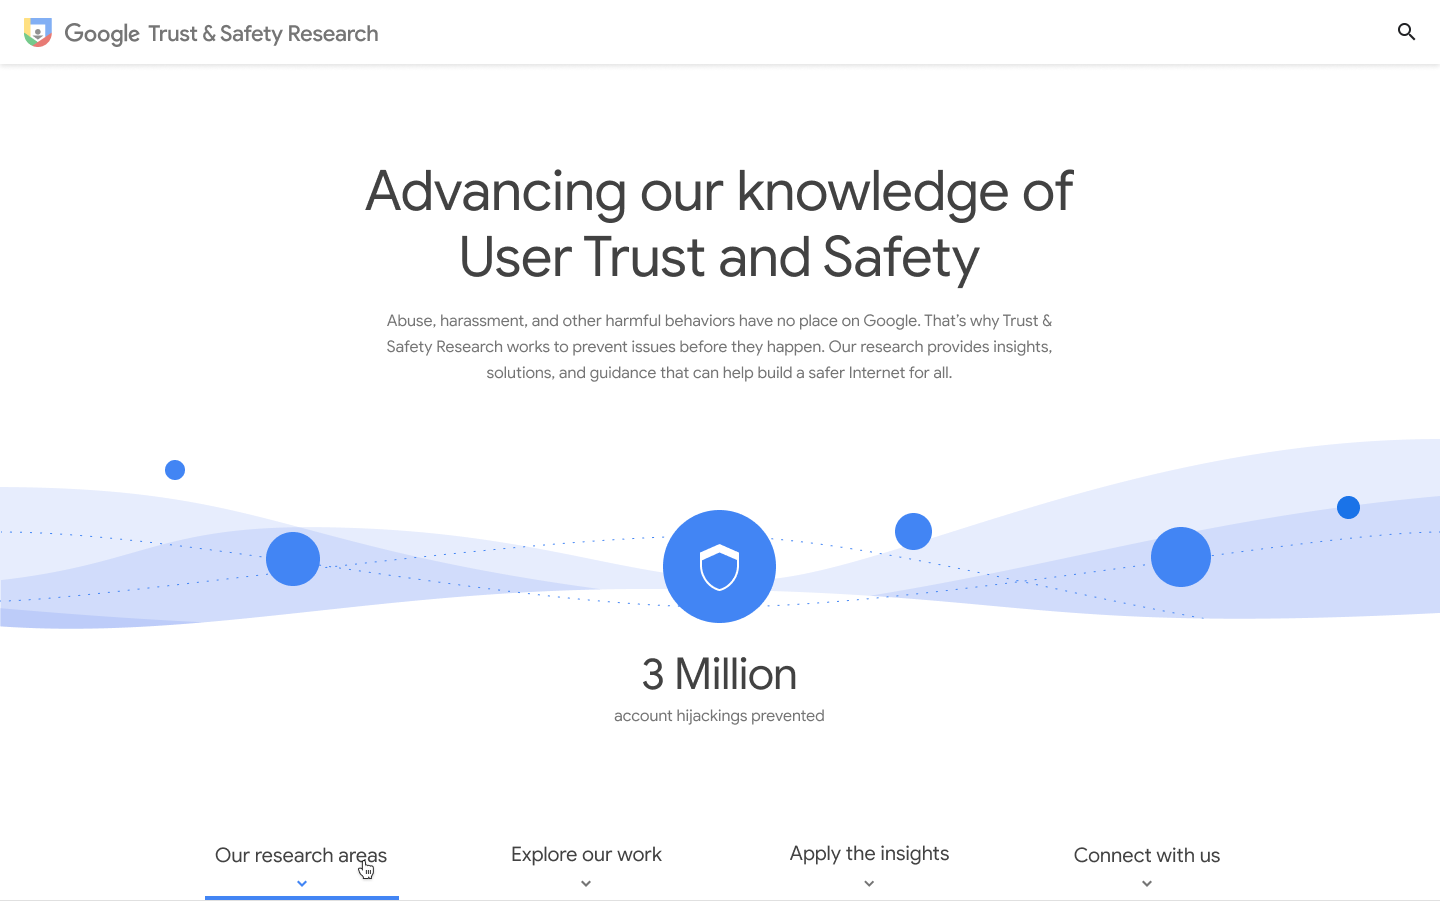 Google Trust & Safety Research
Advancing our knowledge of
User Trust and Safety
Abuse, harassment, and other harmful behaviors have no place on Google. That’s why Trust &
Safety Research works to prevent issues before they happen. Our research provides insights,
solutions, and guidance that can help build a safer Internet for all.
3 Million
account hijackings prevented
Our research areas
Explore our work
Apply the insights
Connect with us